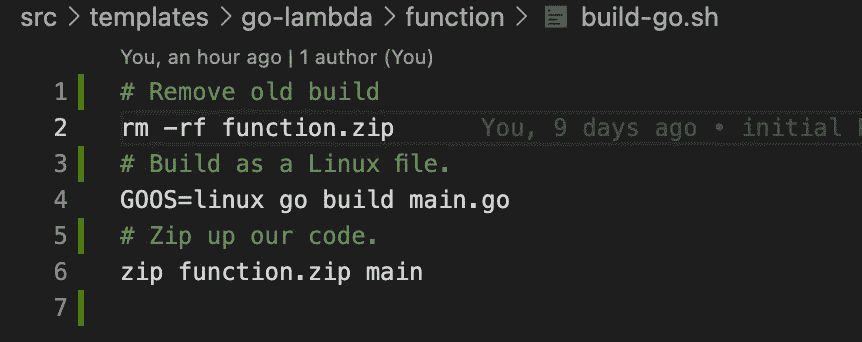 src > templates > go-lambda > function > build-go.sh
You, an hour ago | 1 author (You)
1 # Remove old build
2 rm -rf function.zip You, 9 days ago • initial
3 # Build as a Linux file.
4 GOOS=linux go build main.go
5 # Zip up our code.
6 zip function.zip main
7